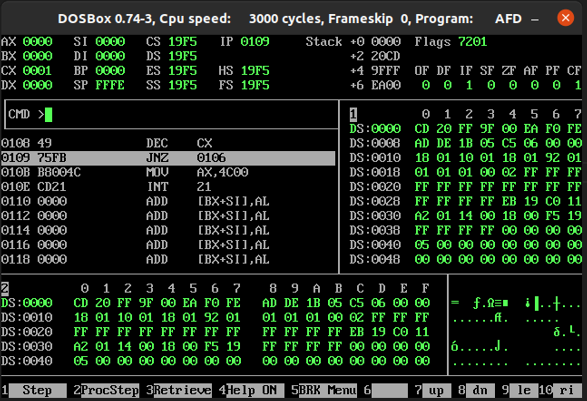 DOSBox 0.74-3, Cpu speed: 3000 cycles, Frameskip 0, Program: AFD
AX 0000 SI 0000 CS 19F5 IP 0109 Stack +0 0000 Flags 7201
BX 0000 DI 0000 DS 19F5 +2 20CD
CX 0001 BP 0000 ES 19F5 HS 19F5 +4 9FFF OF DF IF SF ZF AF PF CF
DX 0000 SP FFFE SS 19F5 FS 19F5 +6 EA00 0 0 1 0 0 0 0 1
CMD >
1 0 1 2 3 4 5 6 7
DS:0000 CD 20 FF 9F 00 EA F0 FE
0108 49 DEC CX DS:0008 AD DE 1B 05 C5 06 00 00
0109 75FB JNZ 0106 DS:0010 18 01 10 01 18 01 92 01
010B B8004C MOV AX,4C00 DS:0018 01 01 01 00 02 FF FF FF
010E CD21 INT 21 DS:0020 FF FF FF FF FF FF FF FF
0110 0000 ADD [BX+SI],AL DS:0028 FF FF FF FF EB 19 C0 11
0112 0000 ADD [BX+SI],AL DS:0030 A2 01 14 00 18 00 F5 19
0114 0000 ADD [BX+SI],AL DS:0038 FF FF FF FF 00 00 00 00
0116 0000 ADD [BX+SI],AL DS:0040 05 00 00 00 00 00 00 00
0118 0000 ADD [BX+SI],AL DS:0048 00 00 00 00 00 00 00 00
2 0 1 2 3 4 5 6 7 8 9 A B C D E F
DS:0000 CD 20 FF 9F 00 EA F0 FE AD DE 1B 05 C5 06 00 00
DS:0010 18 01 10 01 18 01 92 01 01 01 01 00 02 FF FF FF
DS:0020 FF FF FF FF FF FF FF FF FF FF FF FF EB 19 C0 11
DS:0030 A2 01 14 00 18 00 F5 19 FF FF FF FF 00 00 00 00
DS:0040 05 00 00 00 00 00 00 00 00 00 00 00 00 00 00 00
1 Step 2 ProcStep 3 Retrieve 4 Help ON 5 BRK Menu 6 7 up 8 dn 9 le 10 ri